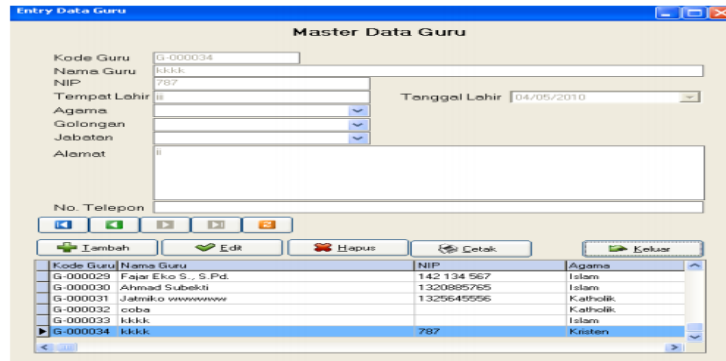 Entry Data Guru
Master Data Guru
Kode Guru G-000034
Nama Guru kkkk
NIP 787
Tempat Lahir iii Tanggal Lahir 04/05/2010
Agama
Golongan
Jabatan
Alamat ii
No. Telepon
Tambah Edit Hapus Cetak Keluar
Kode Guru Nama Guru NIP Agama
G-000029 Fajar Eko S., S.Pd. 142 134 567 Islam
G-000030 Ahmad Subekti 1320885765 Islam
G-000031 Jatmiko wwwwwww 1325645556 Katholik
G-000032 coba Katholik
G-000033 kkkk Islam
G-000034 kkkk 787 Kristen